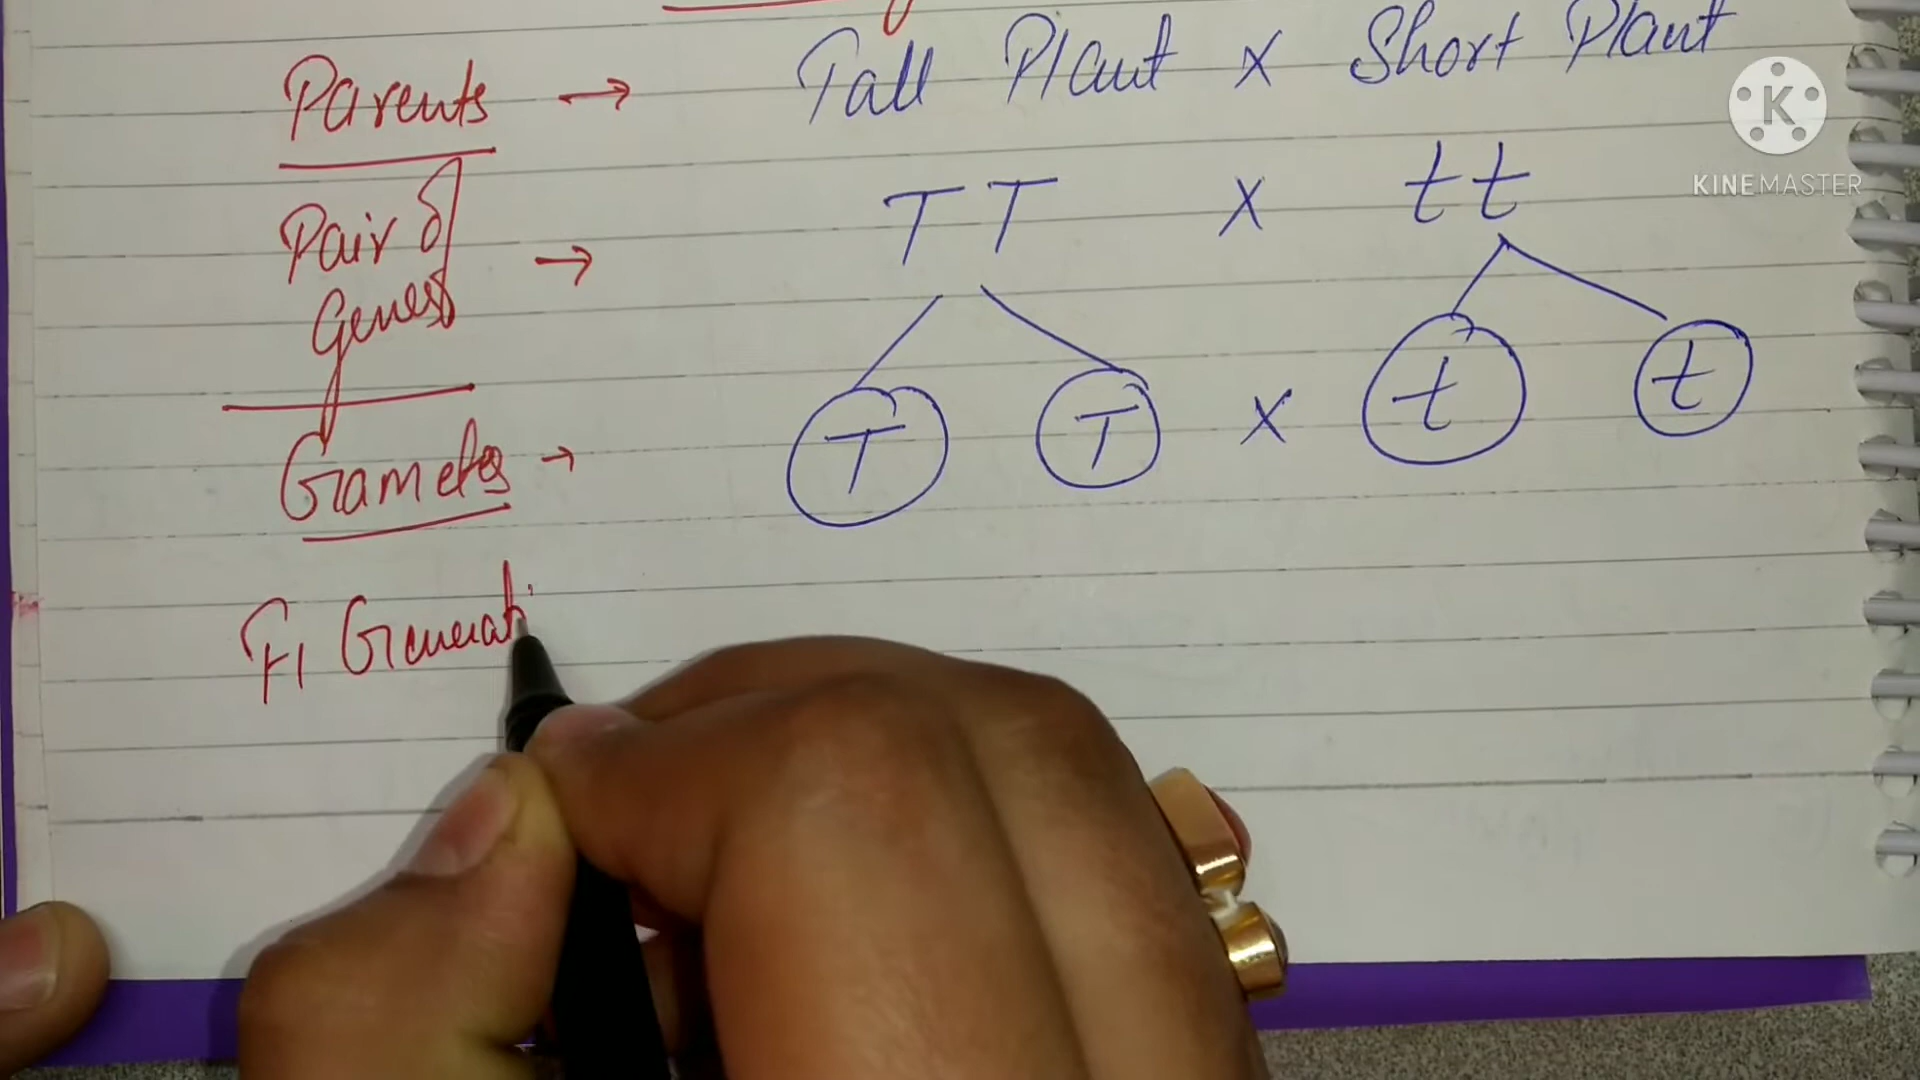 Parents → Tall Plant x Short Plant
Pair of
genes → TT x tt
Gametes → T T x t t
F1 Generati
KINEMASTER